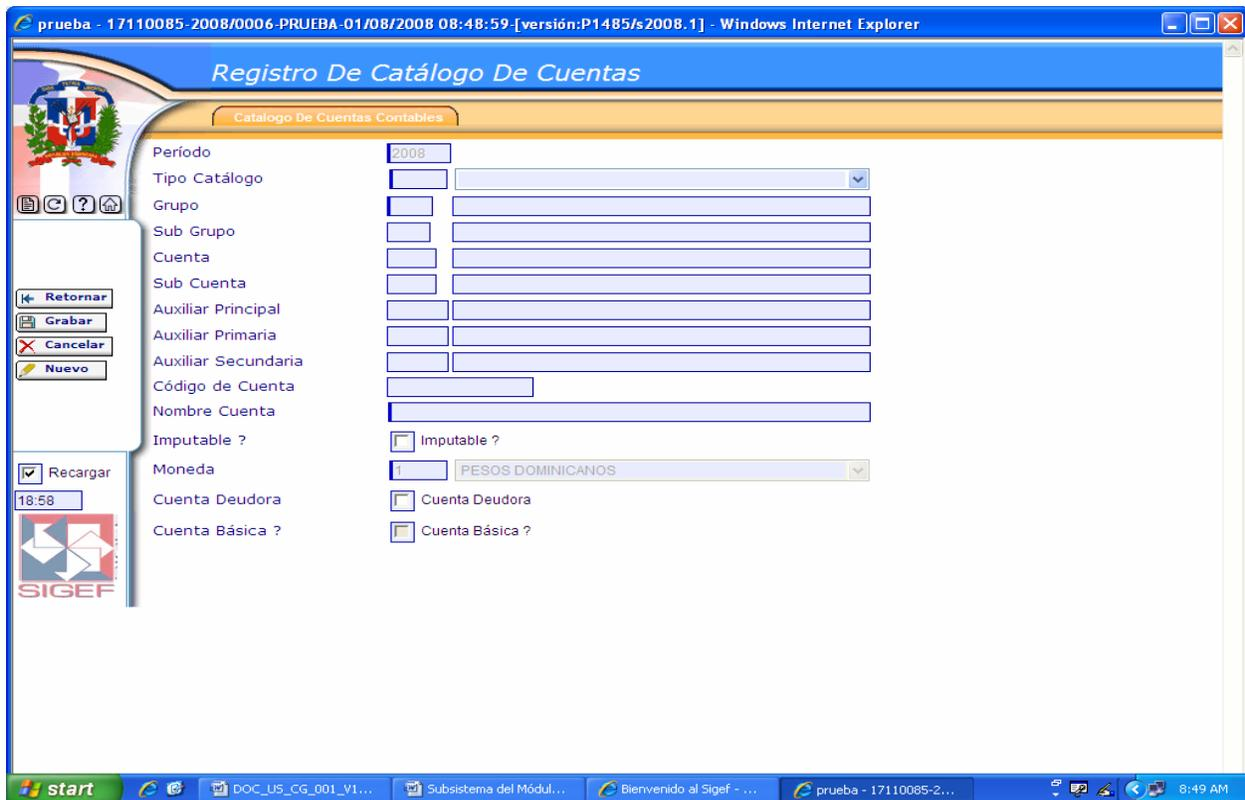 prueba - 17110085-2008/0006-PRUEBA-01/08/2008 08:48:59-[versión:P1485/s2008.1] - Windows Internet Explorer
Registro De Catálogo De Cuentas
Catalogo De Cuentas Contables
Período 2008
Tipo Catálogo
Grupo
Sub Grupo
Cuenta
Sub Cuenta
Auxiliar Principal
Auxiliar Primaria
Auxiliar Secundaria
Código de Cuenta
Nombre Cuenta
Imputable ? Imputable ?
Moneda 1 PESOS DOMINICANOS
Cuenta Deudora Cuenta Deudora
Cuenta Básica ? Cuenta Básica ?
Retornar
Grabar
Cancelar
Nuevo
Recargar
18:58
SIGEF
start DOC_US_CG_001_V1... Subsistema del Módul... Bienvenido al Sigef - ... prueba - 17110085-2... 8:49 AM